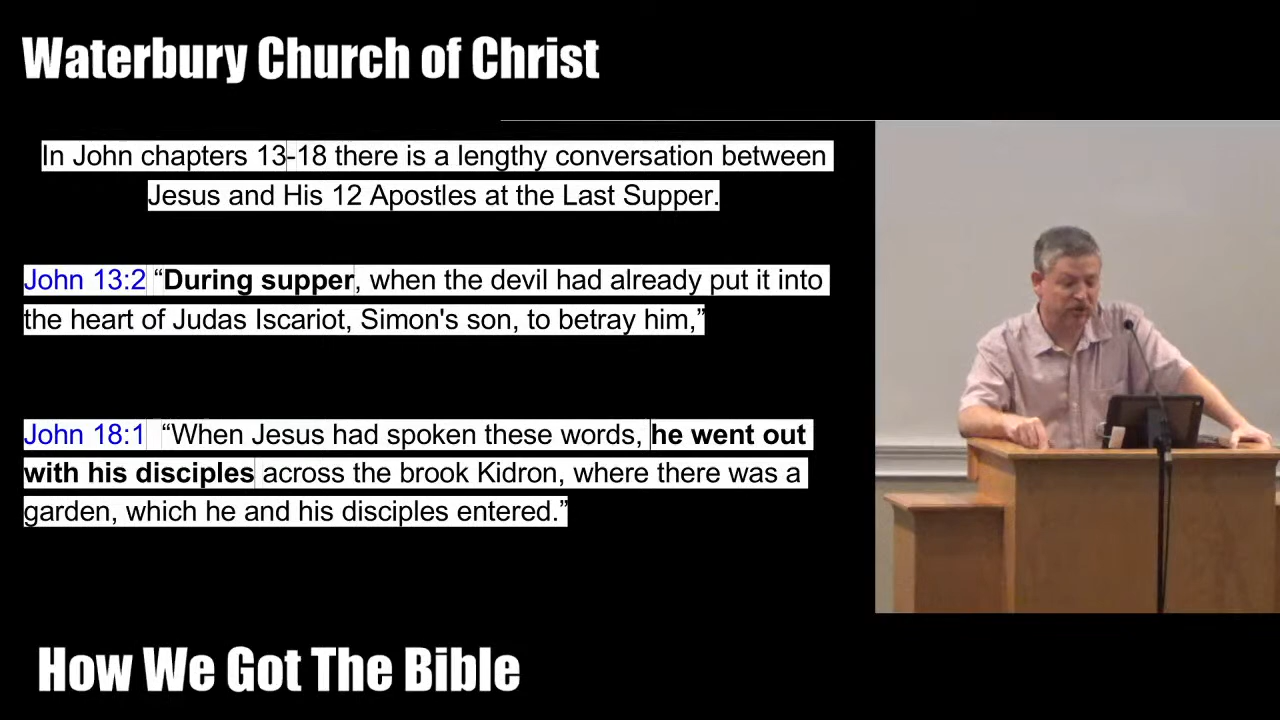 Waterbury Church of Christ
In John chapters 13-18 there is a lengthy conversation between
Jesus and His 12 Apostles at the Last Supper.
John 13:2 “During supper, when the devil had already put it into
the heart of Judas Iscariot, Simon's son, to betray him,”
John 18:1 “When Jesus had spoken these words, he went out
with his disciples across the brook Kidron, where there was a
garden, which he and his disciples entered.”
How We Got The Bible